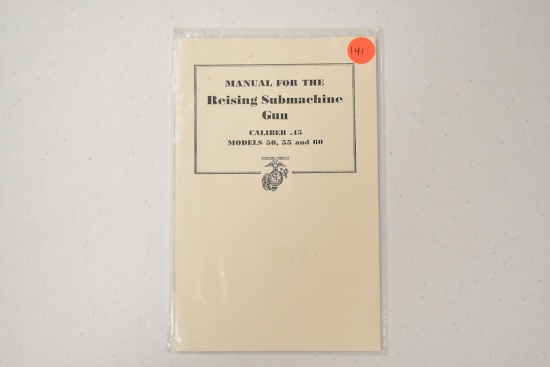 141
MANUAL FOR THE
Reising Submachine
Gun
CALIBER .45
MODELS 50, 55 and 60